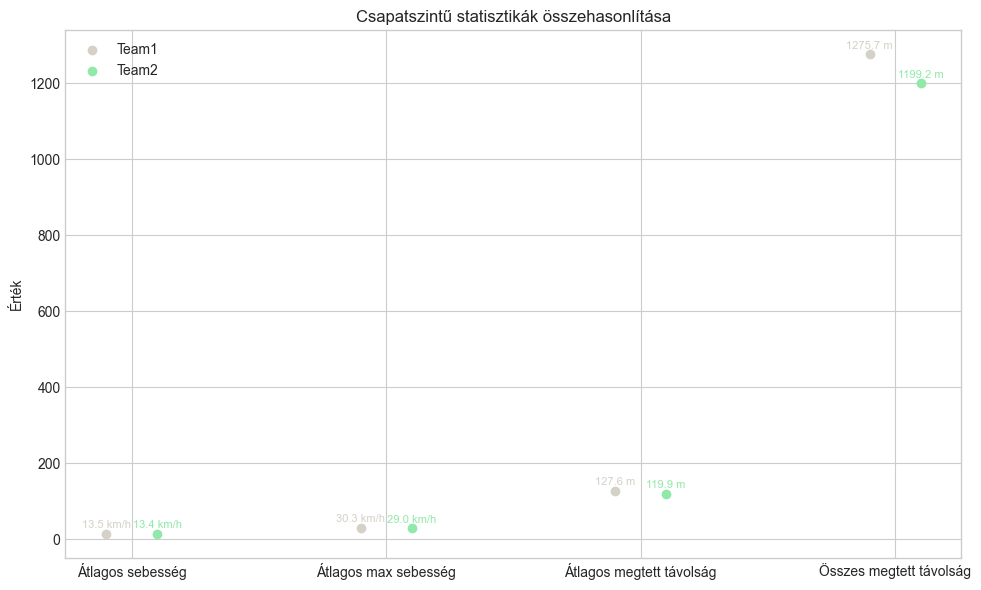 Csapatszintű statisztikák összehasonlítása
Team1
Team2
Érték
1200
1000
800
600
400
200
0
1275.7 m
1199.2 m
127.6 m
119.9 m
30.3 km/h
29.0 km/h
13.5 km/h
13.4 km/h
Átlagos sebesség
Átlagos max sebesség
Átlagos megtett távolság
Összes megtett távolság